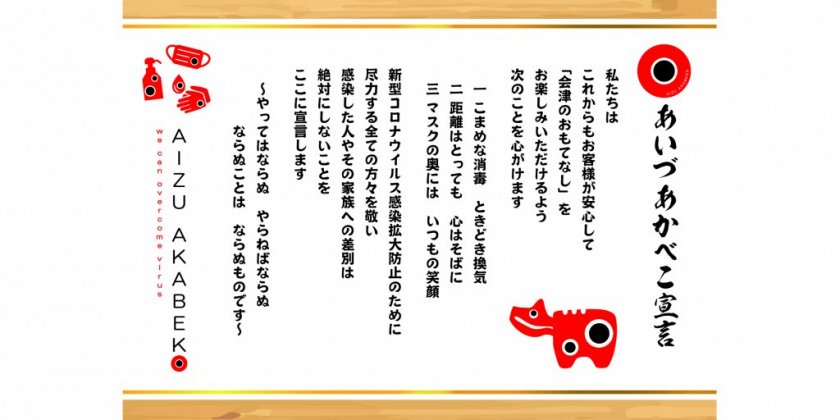 あいづあかべこ宣言
私たちは
これからもお客様が安心して
「会津のおもてなし」を
お楽しみいただけるよう
次のことを心がけます
一 こまめな消毒 ときどき換気
二 距離はとっても 心はそばに
三 マスクの奥には いつもの笑顔
新型コロナウイルス感染拡大防止のために
尽力する全ての方々を敬い
感染した人やその家族への差別は
絶対にしないことを
ここに宣言します
〜やってはならぬ やらねばならぬ
ならぬことは ならぬものです〜
AIZU AKABEKO
we can overcome virus